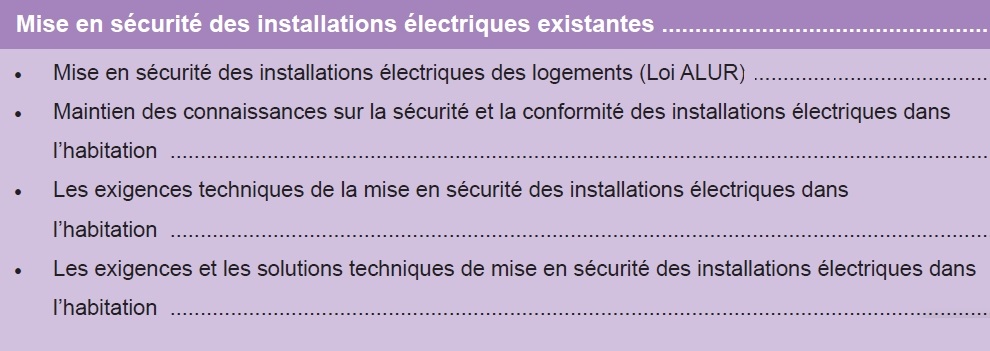 Mise en sécurité des installations électriques existantes ..................................................
• Mise en sécurité des installations électriques des logements (Loi ALUR) ........................................
• Maintien des connaissances sur la sécurité et la conformité des installations électriques dans
l’habitation ........................................................................................................................................
• Les exigences techniques de la mise en sécurité des installations électriques dans
l’habitation ........................................................................................................................................
• Les exigences et les solutions techniques de mise en sécurité des installations électriques dans
l’habitation ........................................................................................................................................